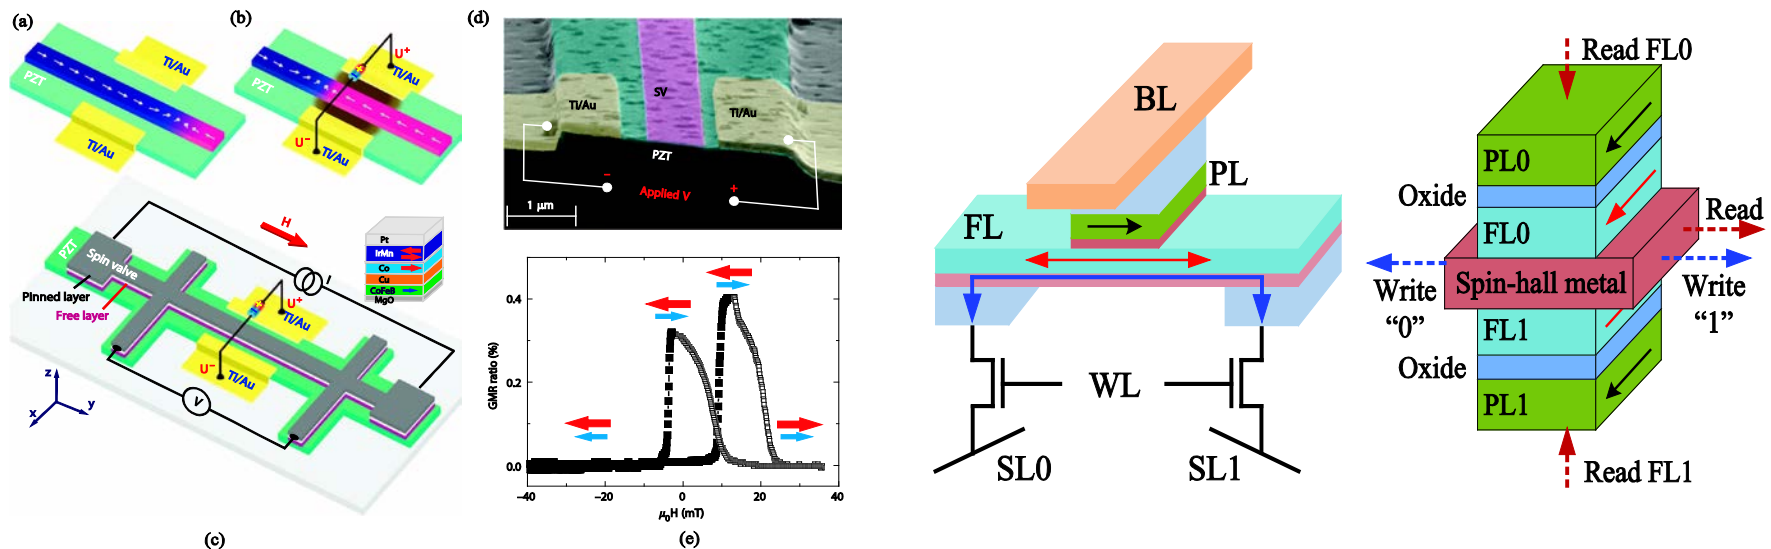 (a)
Ti/Au
PZT
Ti/Au
(b)
U+
Ti/Au
PZT
U−
Ti/Au
H
PZT
Spin valve
I
Pinned layer
Free layer
U+
Ti/Au
U−
Ti/Au
V
z
x
y
Pt
IrMn
Co
Cu
CoFeB
MgO
(c)
(d)
Ti/Au
SV
Ti/Au
PZT
−
Applied V
+
1 μm
GMR ratio (%)
0.4
0.2
0.0
−40
−20
0
20
40
μ0H (mT)
(e)
BL
PL
FL
WL
SL0
SL1
Read FL0
PL0
Oxide
FL0
Read
Spin-hall metal
Write
“0”
Write
“1”
FL1
Oxide
PL1
Read FL1